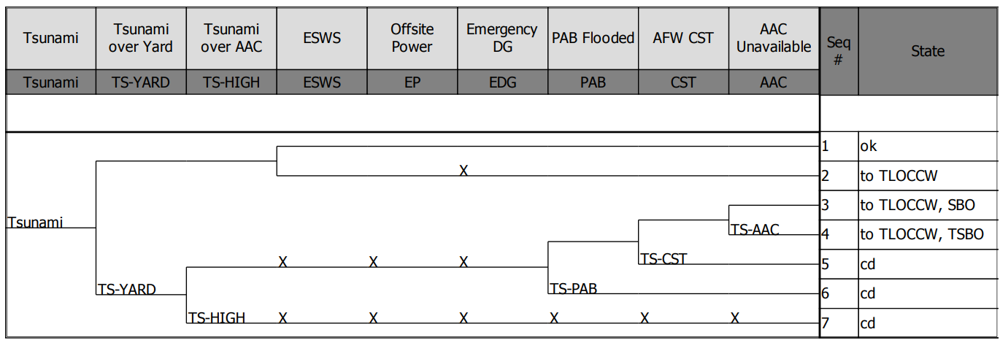 Tsunami Tsunami over Yard Tsunami over AAC ESWS Offsite Power Emergency DG PAB Flooded AFW CST AAC Unavailable Seq # State
Tsunami TS-YARD TS-HIGH ESWS EP EDG PAB CST AAC
1 ok
X 2 to TLOCCW
3 to TLOCCW, SBO
Tsunami
TS-AAC 4 to TLOCCW, TSBO
X X X TS-CST 5 cd
TS-YARD TS-PAB 6 cd
TS-HIGH X X X X X X 7 cd